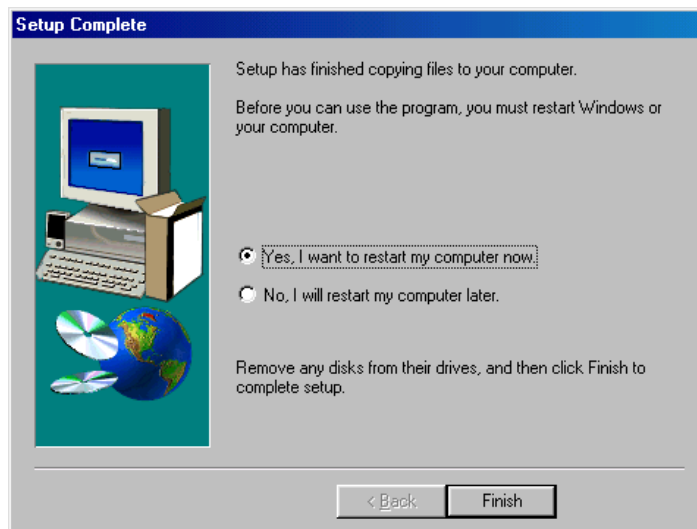 Setup Complete
Setup has finished copying files to your computer.
Before you can use the program, you must restart Windows or
your computer.
Yes, I want to restart my computer now.
No, I will restart my computer later.
Remove any disks from their drives, and then click Finish to
complete setup.
< Back
Finish